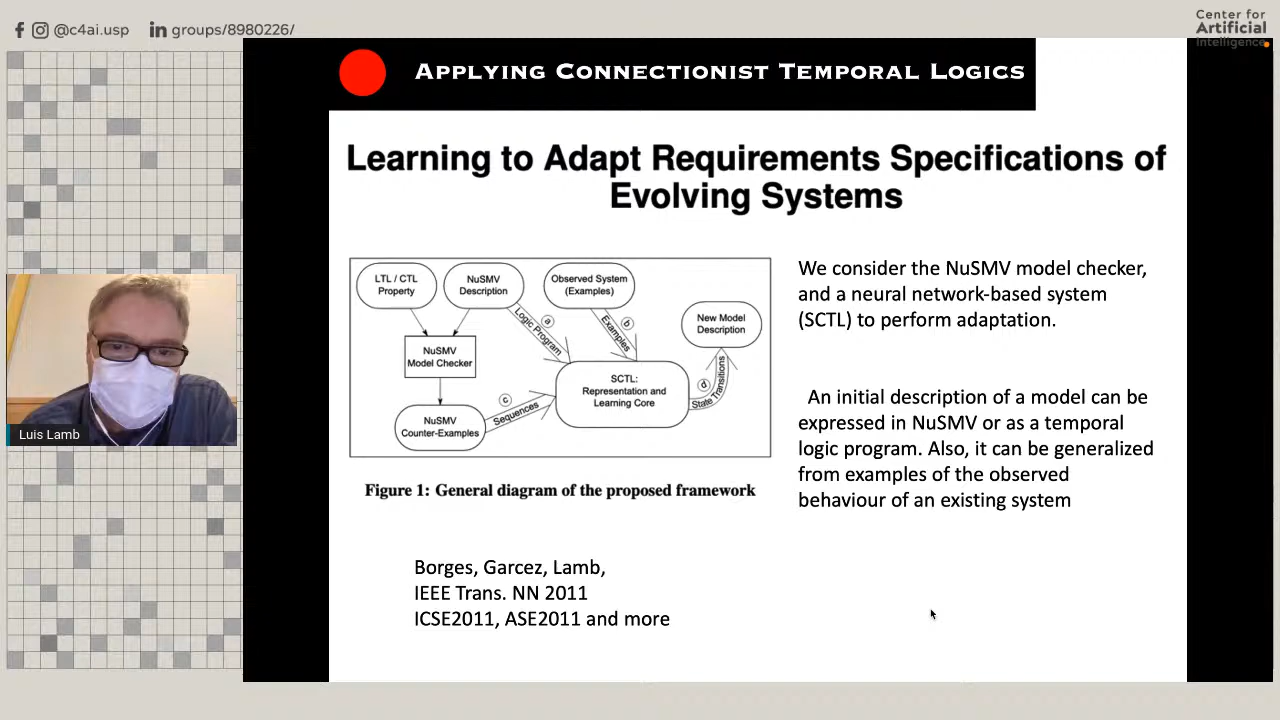 @c4ai.usp groups/8980226/
Center for
Artificial
Intelligence
APPLYING CONNECTIONIST TEMPORAL LOGICS
Learning to Adapt Requirements Specifications of
Evolving Systems
LTL / CTL
Property
NuSMV
Description
Observed System
(Examples)
New Model
Description
NuSMV
Model Checker
SCTL:
Representation and
Learning Core
NuSMV
Counter-Examples
a
Logic Program
b
Examples
c
Sequences
d
State Transitions
Figure 1: General diagram of the proposed framework
We consider the NuSMV model checker,
and a neural network-based system
(SCTL) to perform adaptation.
An initial description of a model can be
expressed in NuSMV or as a temporal
logic program. Also, it can be generalized
from examples of the observed
behaviour of an existing system
Borges, Garcez, Lamb,
IEEE Trans. NN 2011
ICSE2011, ASE2011 and more
Luis Lamb